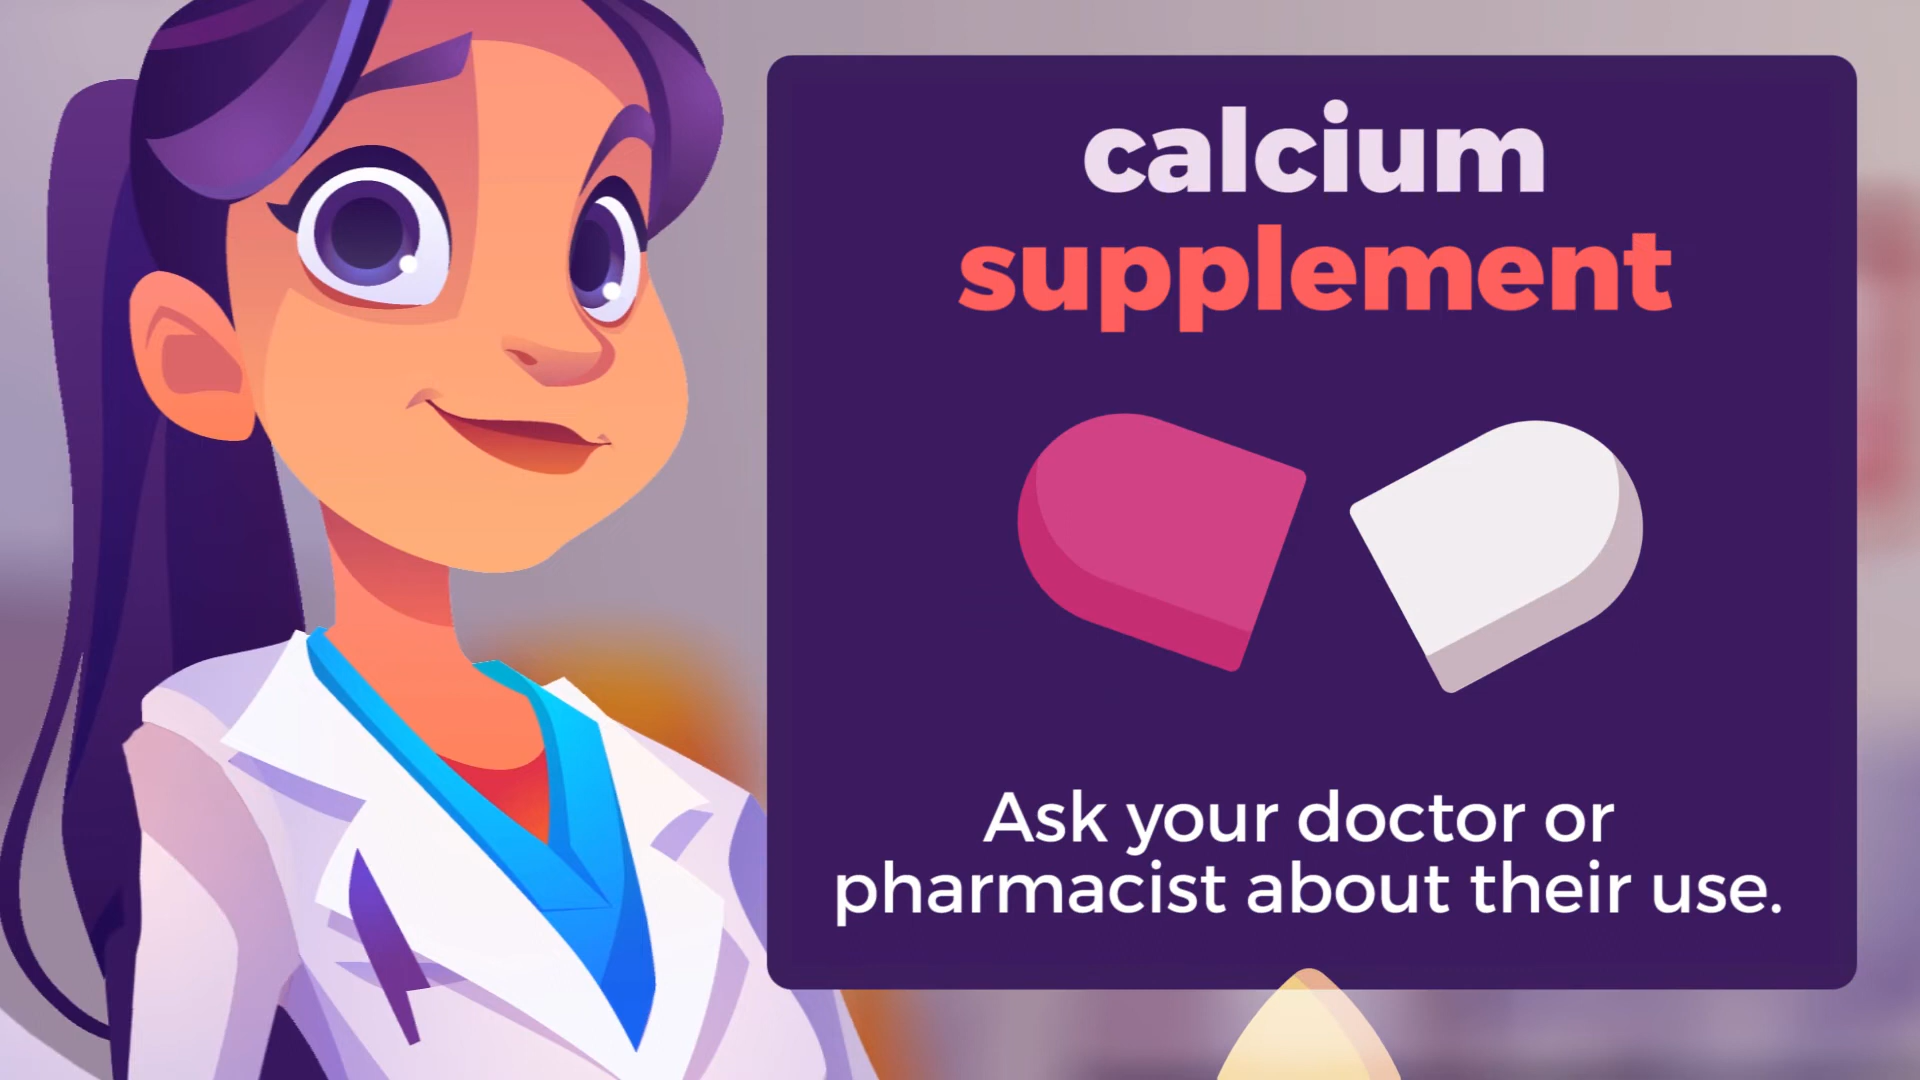 calcium
supplement
Ask your doctor or
pharmacist about their use.